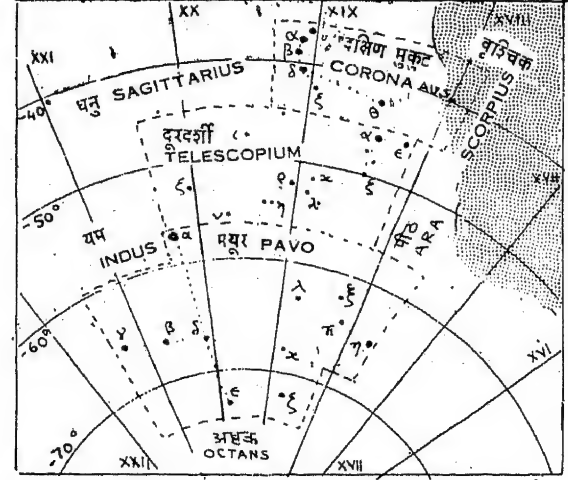 XX
XIX
XVIII
XXI
α
दक्षिण मुकुट
वृश्चिक
β
धनु SAGITTARIUS
δ
CORONA AUS.
SCORPIUS
-40°
ξ
θ
दूरदर्शी
α
ε
TELESCOPIUM
XVII
ξ
ρ
x
ξ
-50°
η
λ
यम
ν
पीठ
ARA
INDUS
α
मयूर PAVO
λ
ξ
-60°
γ
β
δ
π
η
x
XVI
ε
ξ
-70°
अष्टक
XXII
OCTANS
XVII